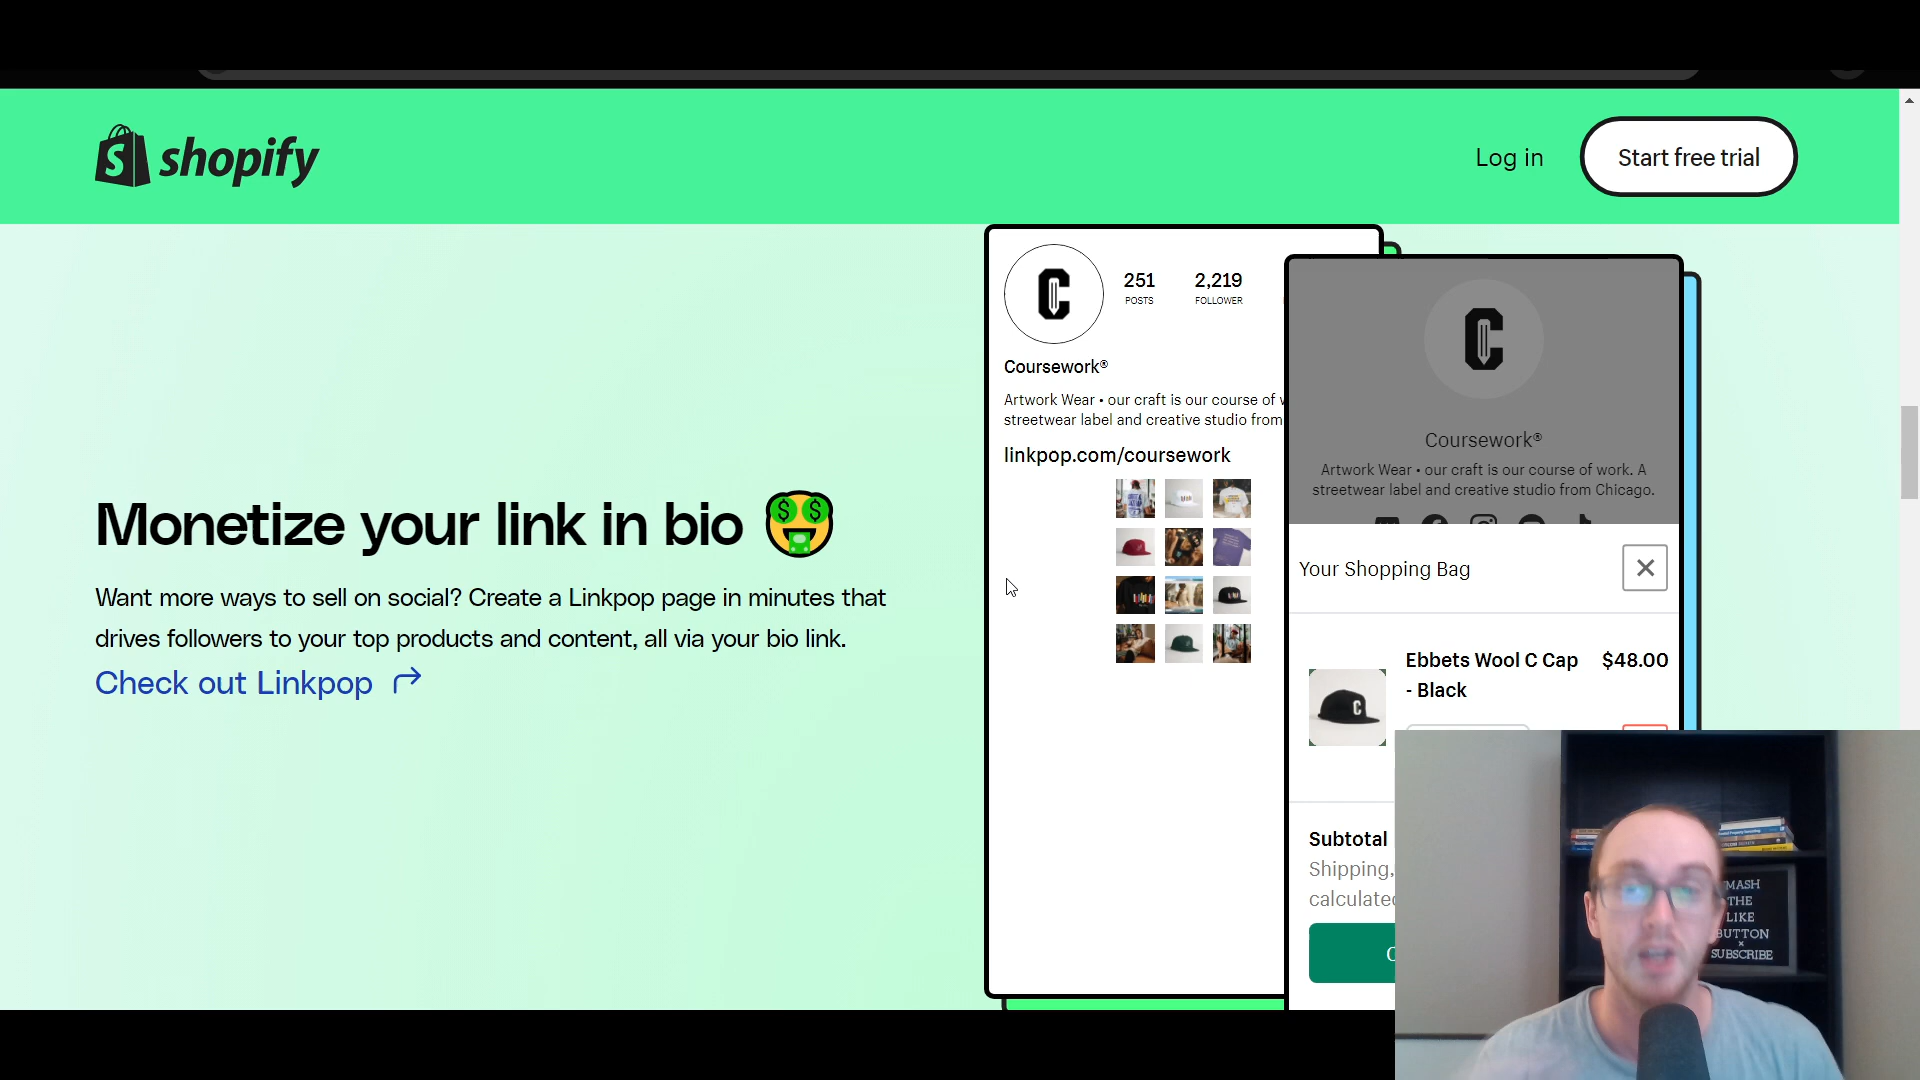 shopify
Log in
Start free trial
Monetize your link in bio
Want more ways to sell on social? Create a Linkpop page in minutes that
drives followers to your top products and content, all via your bio link.
Check out Linkpop
251
POSTS
2,219
FOLLOWER
Coursework®
Artwork Wear • our craft is our course of
streetwear label and creative studio from
linkpop.com/coursework
Coursework®
Artwork Wear • our craft is our course of work. A
streetwear label and creative studio from Chicago.
Your Shopping Bag
Ebbets Wool C Cap
- Black
$48.00
Subtotal
Shipping,
calculated
MASH
THE
LIKE
BUTTON
×
SUBSCRIBE